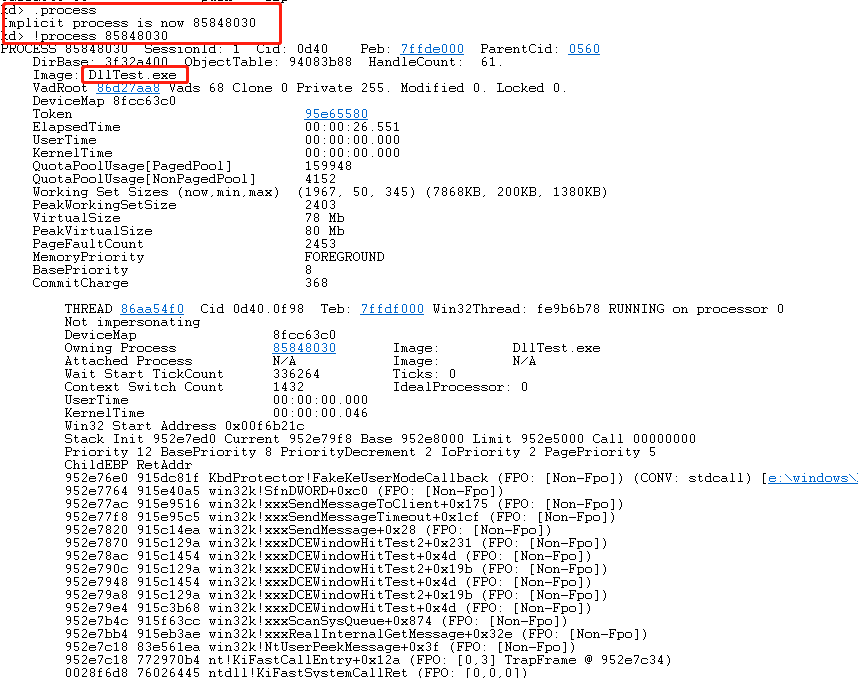 kd> .process
Implicit process is now 85848030
kd> !process 85848030
PROCESS 85848030  SessionId: 1  Cid: 0d40    Peb: 7ffde000  ParentCid: 0560
    DirBase: 3f32a400  ObjectTable: 94083b88  HandleCount:  61.
    Image: DllTest.exe
    VadRoot 86d27aa8 Vads 68 Clone 0 Private 255. Modified 0. Locked 0.
    DeviceMap 8fcc63c0
    Token                             95e65580
    ElapsedTime                       00:00:26.551
    UserTime                          00:00:00.000
    KernelTime                        00:00:00.000
    QuotaPoolUsage[PagedPool]         159948
    QuotaPoolUsage[NonPagedPool]      4152
    Working Set Sizes (now,min,max)  (1967, 50, 345) (7868KB, 200KB, 1380KB)
    PeakWorkingSetSize                2403
    VirtualSize                       78 Mb
    PeakVirtualSize                   80 Mb
    PageFaultCount                    2453
    MemoryPriority                    FOREGROUND
    BasePriority                      8
    CommitCharge                      368
        THREAD 86aa54f0  Cid 0d40.0f98  Teb: 7ffdf000 Win32Thread: fe9b6b78 RUNNING on processor 0
        Not impersonating
        DeviceMap                 8fcc63c0
        Owning Process            85848030       Image:         DllTest.exe
        Attached Process          N/A            Image:         N/A
        Wait Start TickCount      336264         Ticks: 0
        Context Switch Count      1432           IdealProcessor: 0
        UserTime                  00:00:00.000
        KernelTime                00:00:00.046
        Win32 Start Address 0x00f6b21c
        Stack Init 952e7ed0 Current 952e79f8 Base 952e8000 Limit 952e5000 Call 00000000
        Priority 12 BasePriority 8 PriorityDecrement 2 IoPriority 2 PagePriority 5
        ChildEBP RetAddr
        952e76e0 915dc81f KbdProtector!FakeKeUserModeCallback (FPO: [Non-Fpo]) (CONV: stdcall) [e:\windows\
        952e7764 915e40a5 win32k!SfnDWORD+0xc0 (FPO: [Non-Fpo])
        952e77ac 915e9516 win32k!xxxSendMessageToClient+0x175 (FPO: [Non-Fpo])
        952e77f8 915e95c5 win32k!xxxSendMessageTimeout+0x1cf (FPO: [Non-Fpo])
        952e7820 915c14ea win32k!xxxSendMessage+0x28 (FPO: [Non-Fpo])
        952e7870 915c129a win32k!xxxDCEWindowHitTest2+0x231 (FPO: [Non-Fpo])
        952e78ac 915c1454 win32k!xxxDCEWindowHitTest+0x4d (FPO: [Non-Fpo])
        952e790c 915c129a win32k!xxxDCEWindowHitTest2+0x19b (FPO: [Non-Fpo])
        952e7948 915c1454 win32k!xxxDCEWindowHitTest+0x4d (FPO: [Non-Fpo])
        952e79a8 915c129a win32k!xxxDCEWindowHitTest2+0x19b (FPO: [Non-Fpo])
        952e79e4 915c3b68 win32k!xxxDCEWindowHitTest+0x4d (FPO: [Non-Fpo])
        952e7b4c 915f63cc win32k!xxxScanSysQueue+0x874 (FPO: [Non-Fpo])
        952e7bb4 915eb3ae win32k!xxxRealInternalGetMessage+0x32e (FPO: [Non-Fpo])
        952e7c18 83e561ea win32k!NtUserPeekMessage+0x3f (FPO: [Non-Fpo])
        952e7c18 772970b4 nt!KiFastCallEntry+0x12a (FPO: [0,3] TrapFrame @ 952e7c34)
        0028f6d8 76026445 ntdll!KiFastSystemCallRet (FPO: [0,0,0])